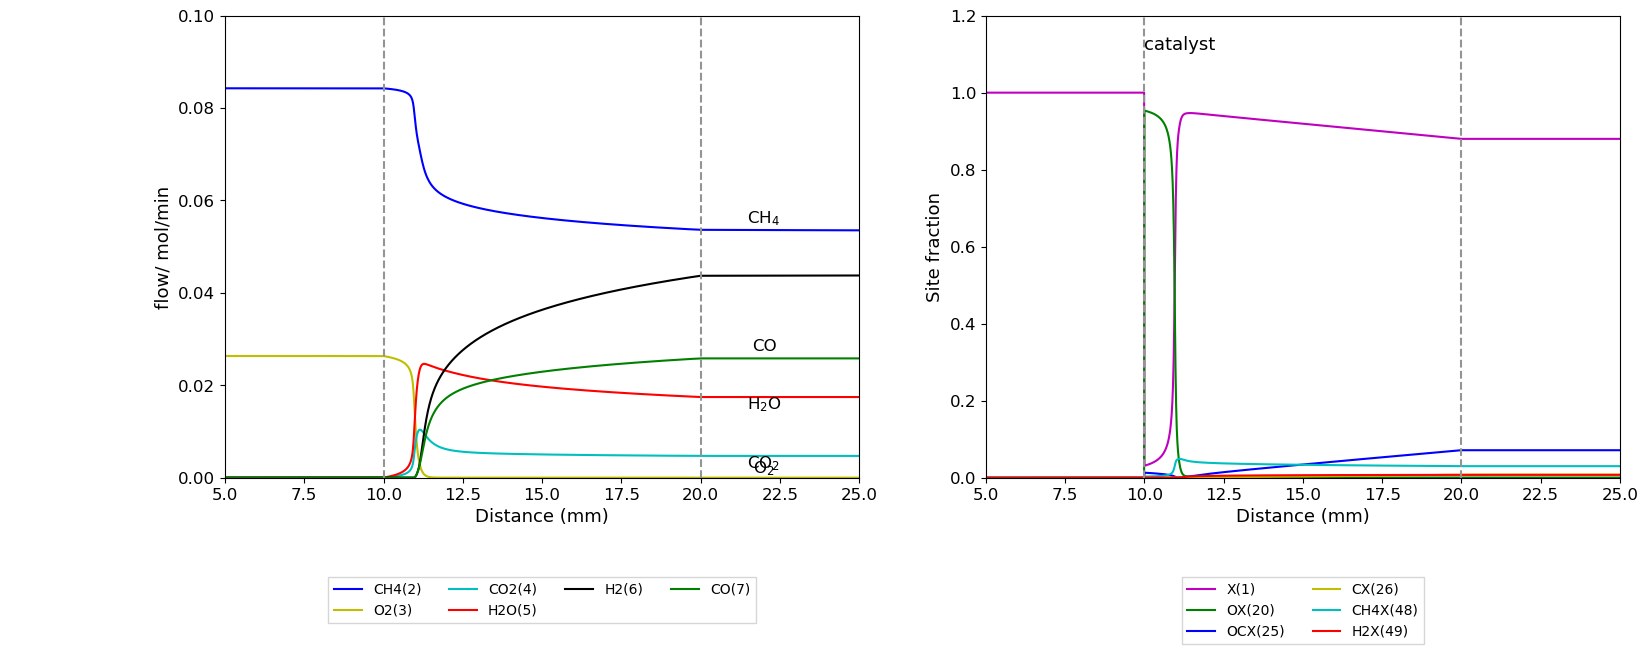 0.10
0.08
0.06
0.04
0.02
0.00
flow/ mol/min
CH4
CO
H2O
CO2
O2
5.0 7.5 10.0 12.5 15.0 17.5 20.0 22.5 25.0
Distance (mm)
CH4(2) CO2(4) H2(6) CO(7)
O2(3) H2O(5)
1.2
1.0
0.8
0.6
0.4
0.2
0.0
Site fraction
catalyst
5.0 7.5 10.0 12.5 15.0 17.5 20.0 22.5 25.0
Distance (mm)
X(1) CX(26)
OX(20) CH4X(48)
OCX(25) H2X(49)